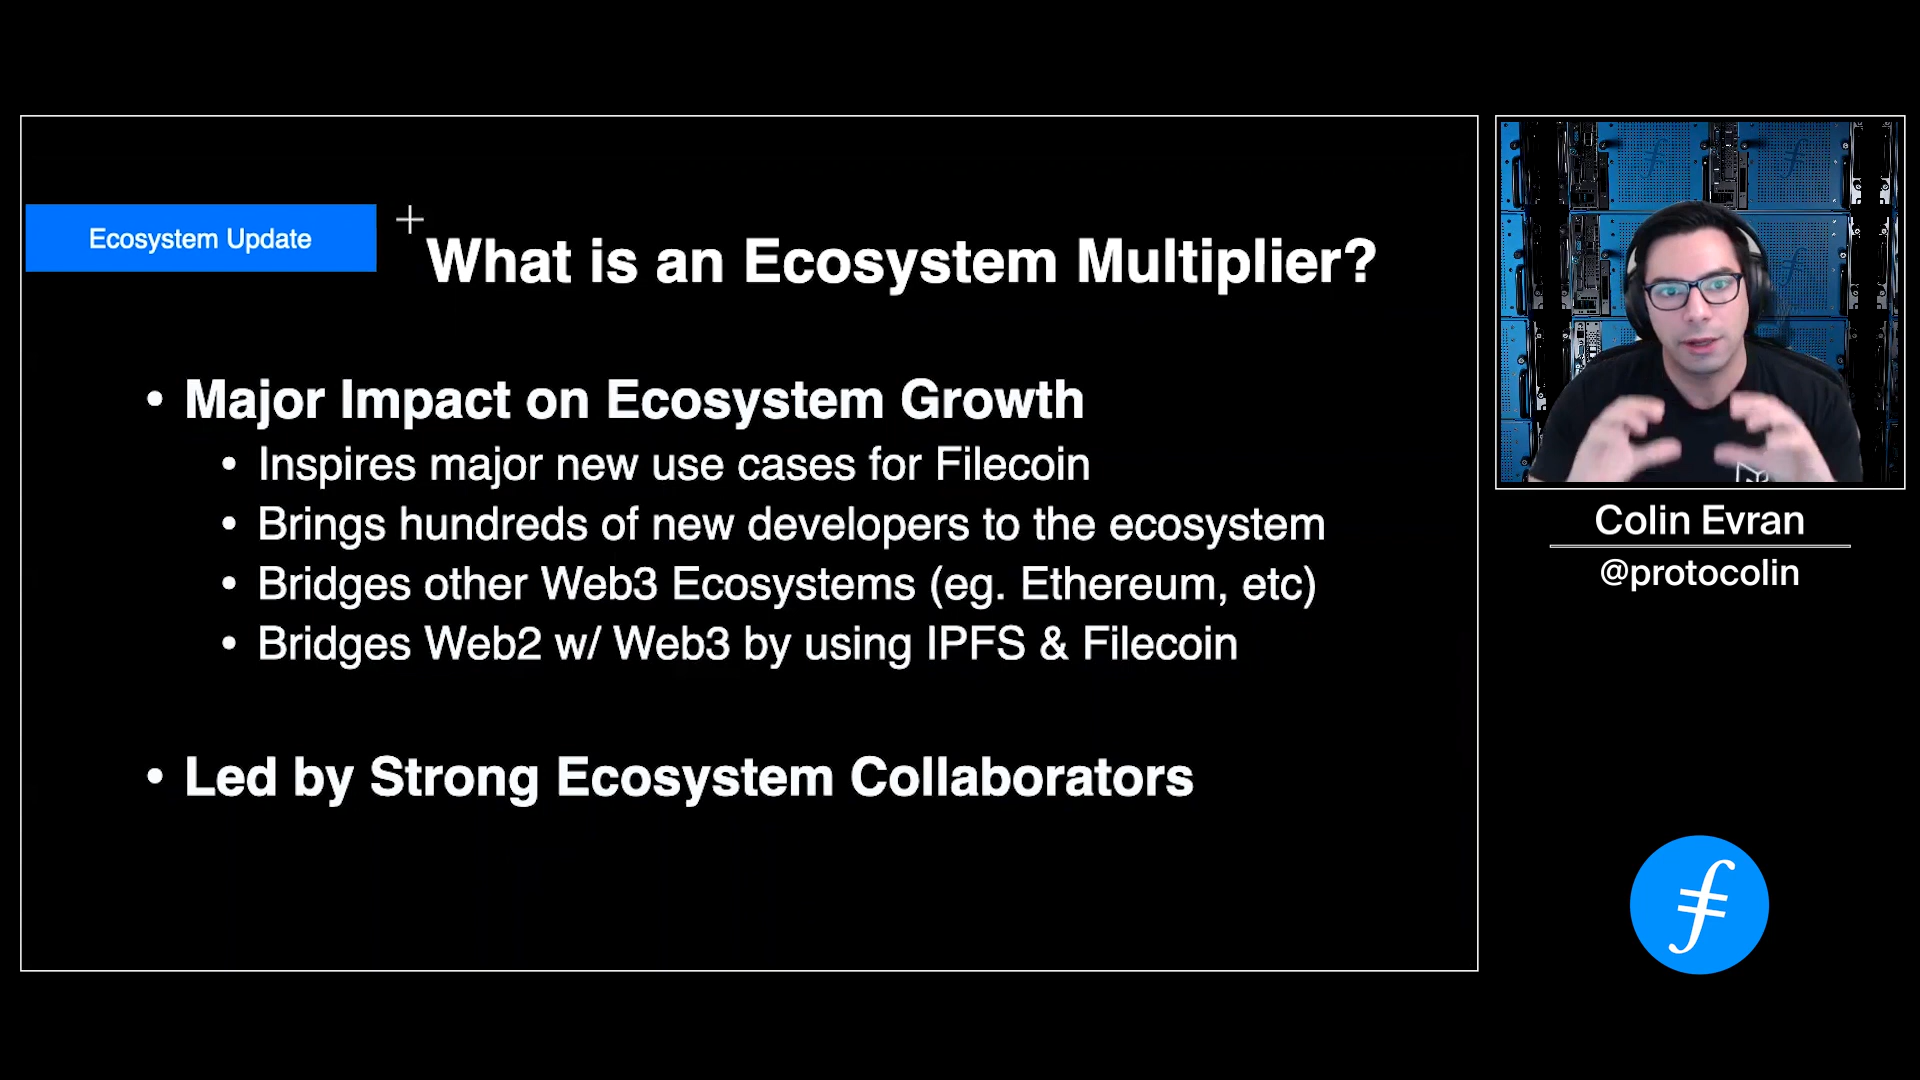 Ecosystem Update
What is an Ecosystem Multiplier?
• Major Impact on Ecosystem Growth
• Inspires major new use cases for Filecoin
• Brings hundreds of new developers to the ecosystem
• Bridges other Web3 Ecosystems (eg. Ethereum, etc)
• Bridges Web2 w/ Web3 by using IPFS & Filecoin
• Led by Strong Ecosystem Collaborators
Colin Evran
@protocolin